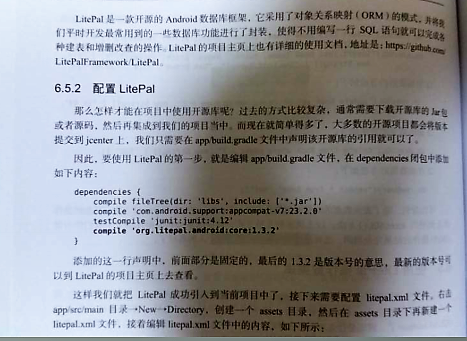 LitePal 是一款开源的 Android 数据库框架，它采用了对象关系映射（ORM）的模式，并将我
们平时开发最常用到的一些数据库功能进行了封装，使得不用编写一行 SQL 语句就可以完成各
种建表和增删改查的操作。LitePal 的项目主页上也有详细的使用文档，地址是：https://github.com/
LitePalFramework/LitePal。
6.5.2 配置 LitePal
那么怎样才能在项目中使用开源库呢？过去的方式比较复杂，通常需要下载开源库的 Jar 包
或者源码，然后再集成到我们的项目当中。而现在就简单得多了，大多数的开源项目都会将版本
提交到 jcenter 上，我们只需要在 app/build.gradle 文件中声明该开源库的引用就可以了。
因此，要使用 LitePal 的第一步，就是编辑 app/build.gradle 文件，在 dependencies 闭包中添加
如下内容：
dependencies {
compile fileTree(dir: 'libs', include: ['*.jar'])
compile 'com.android.support:appcompat-v7:23.2.0'
testCompile 'junit:junit:4.12'
compile 'org.litepal.android:core:1.3.2'
}
添加的这一行声明中，前面部分是固定的，最后的 1.3.2 是版本号的意思，最新的版本号可
以到 LitePal 的项目主页上去查看。
这样我们就把 LitePal 成功引入到当前项目中了，接下来需要配置 litepal.xml 文件。右击
app/src/main 目录→New→Directory，创建一个 assets 目录，然后在 assets 目录下再新建一个
litepal.xml 文件，接着编辑 litepal.xml 文件中的内容，如下所示：